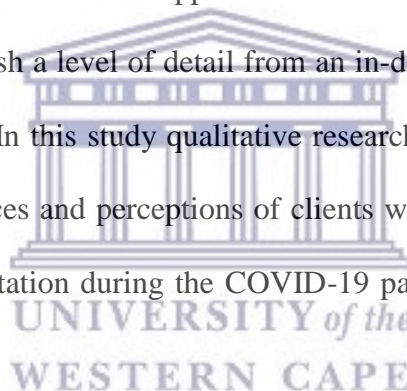 sh a level of detail from an in-d
In this study qualitative researc
ces and perceptions of clients w
tation during the COVID-19 pa
UNIVERSITY of the
WESTERN CAPE